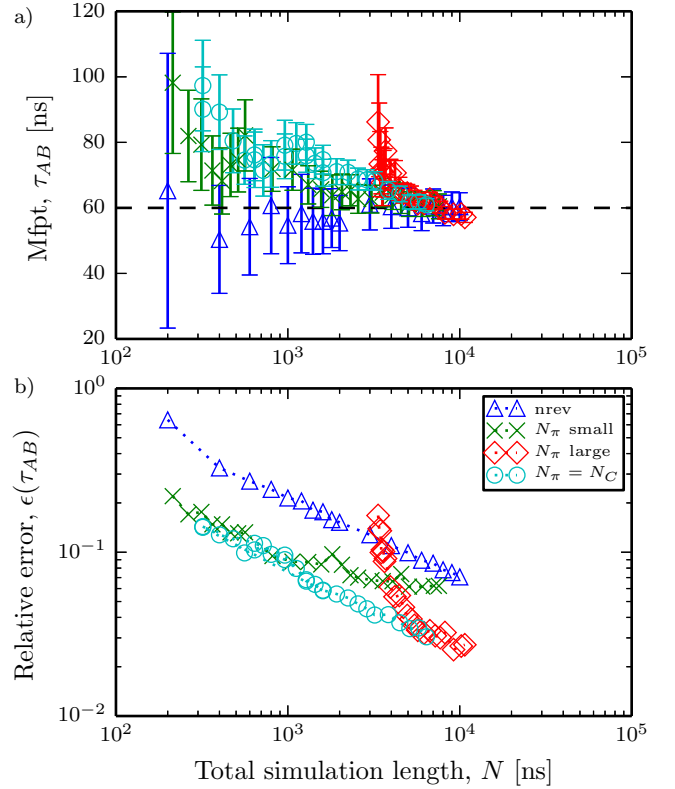 a)
120
100
80
60
40
20
Mfpt, τ_AB [ns]
10^2 10^3 10^4 10^5
b)
10^0
10^-1
10^-2
Relative error, ϵ(τ_AB)
nrev
N_π small
N_π large
N_π = N_C
10^2 10^3 10^4 10^5
Total simulation length, N [ns]